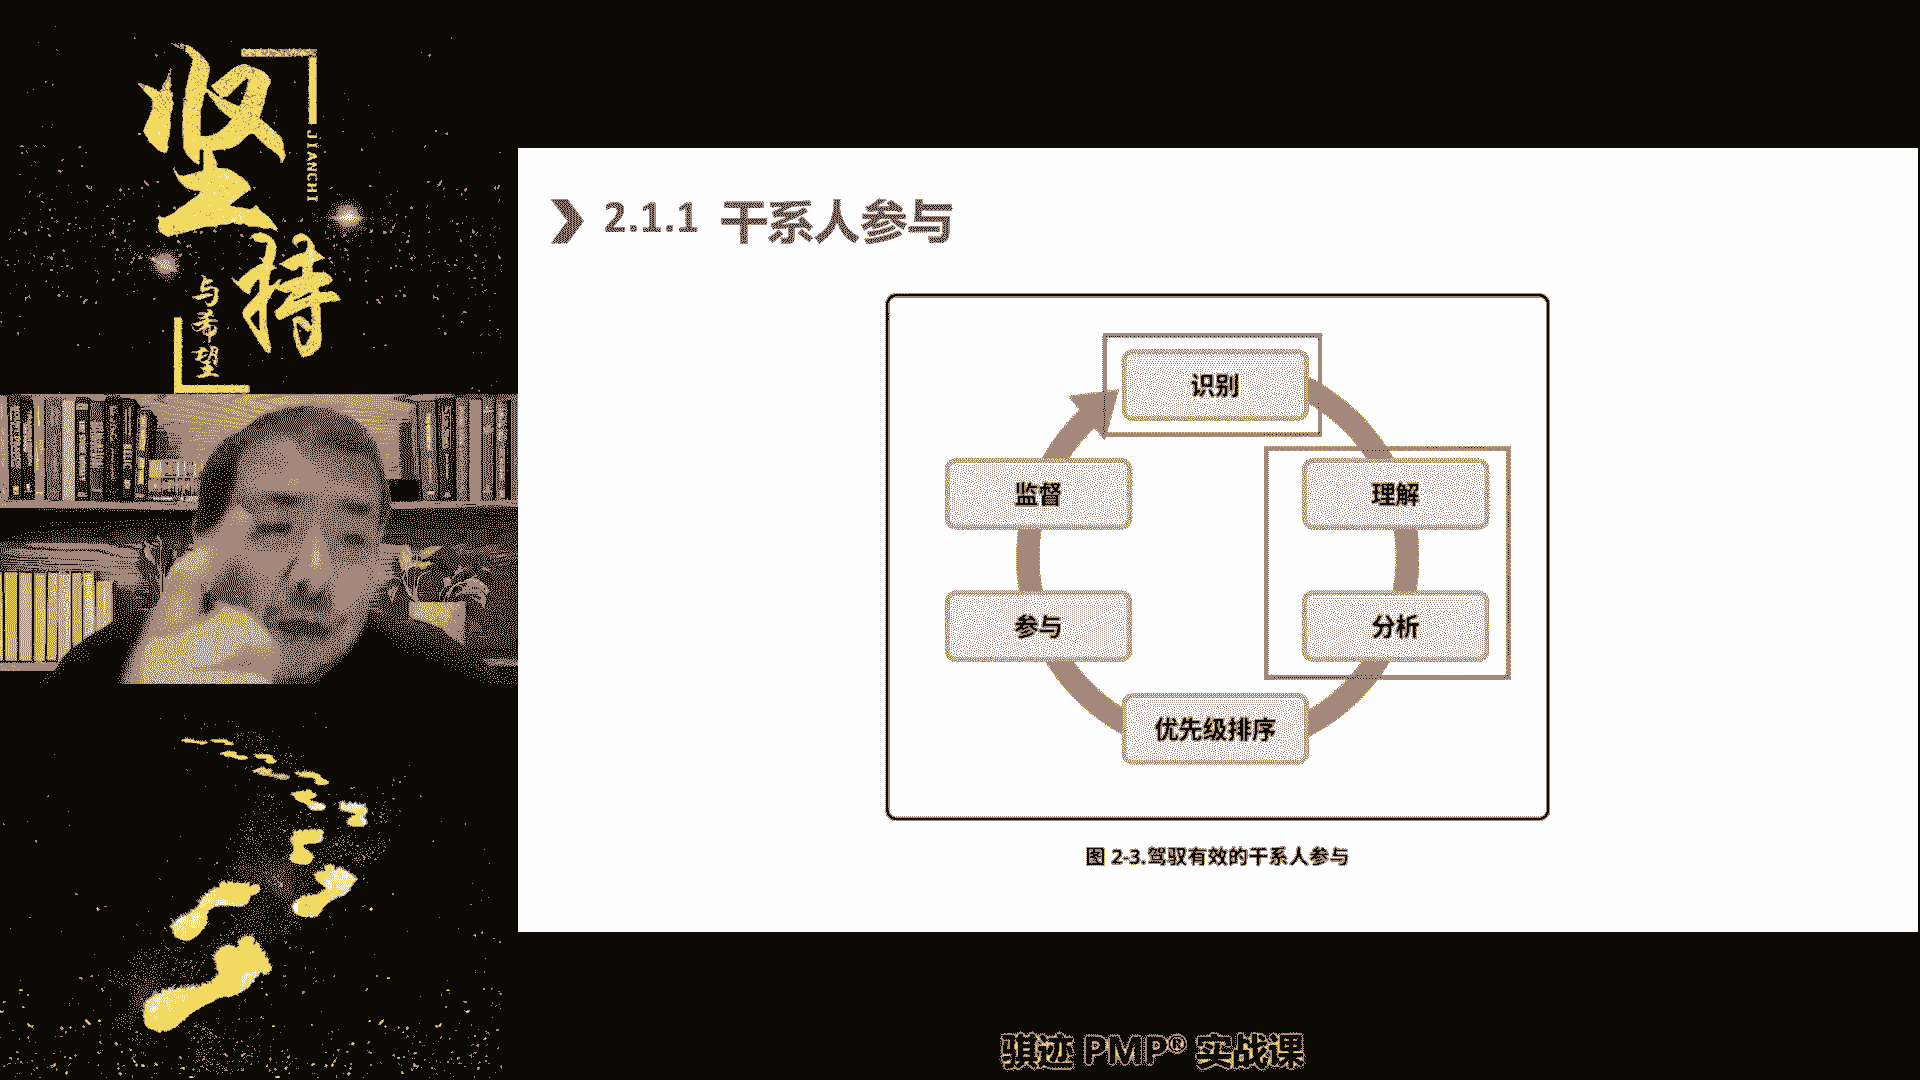 坚持
JIANCHI
与希望
2.1.1 干系人参与
识别
监督
理解
参与
分析
优先级排序
图 2-3.驾驭有效的干系人参与
骐迹 PMP® 实战课